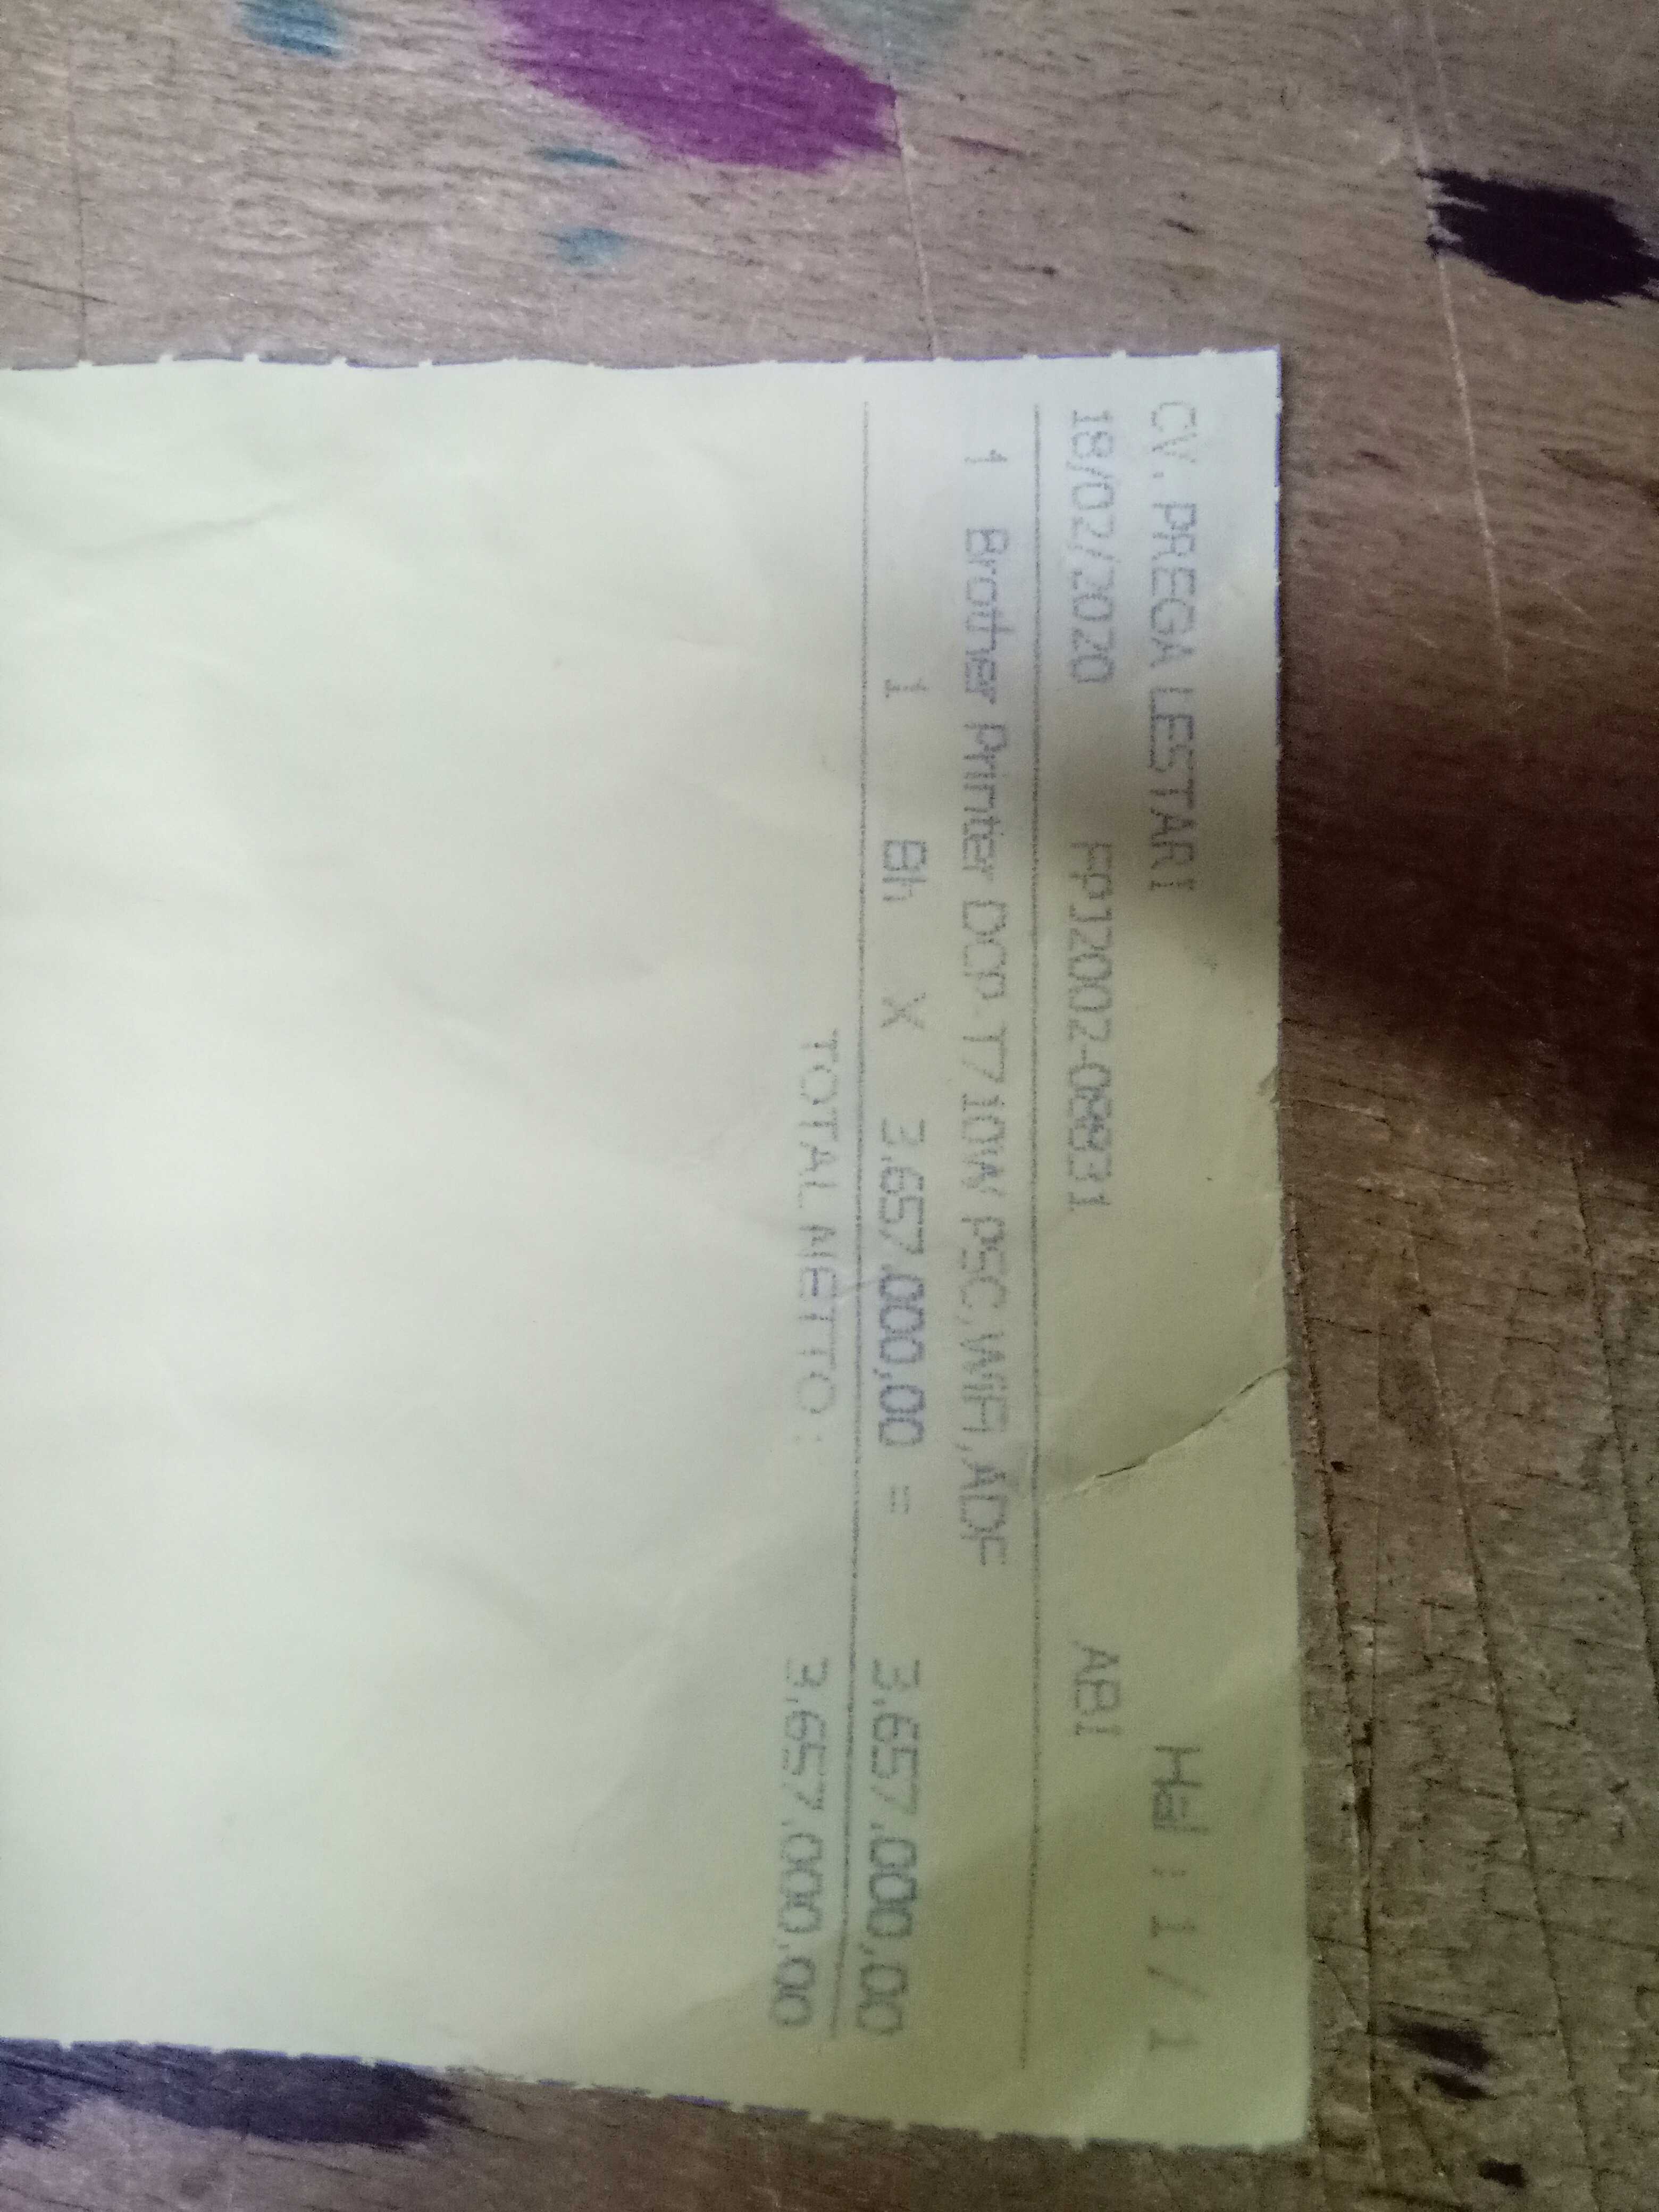 CV. PREGA LESTARI Hal : 1 / 1
18/02/2020 FPJ2002-08831 ABI
1 Brother Printer DCP T710W PSC,WIFI,ADF
1 Bh X 3.657.000,00 = 3.657.000,00
TOTAL NETTO : 3.657.000,00